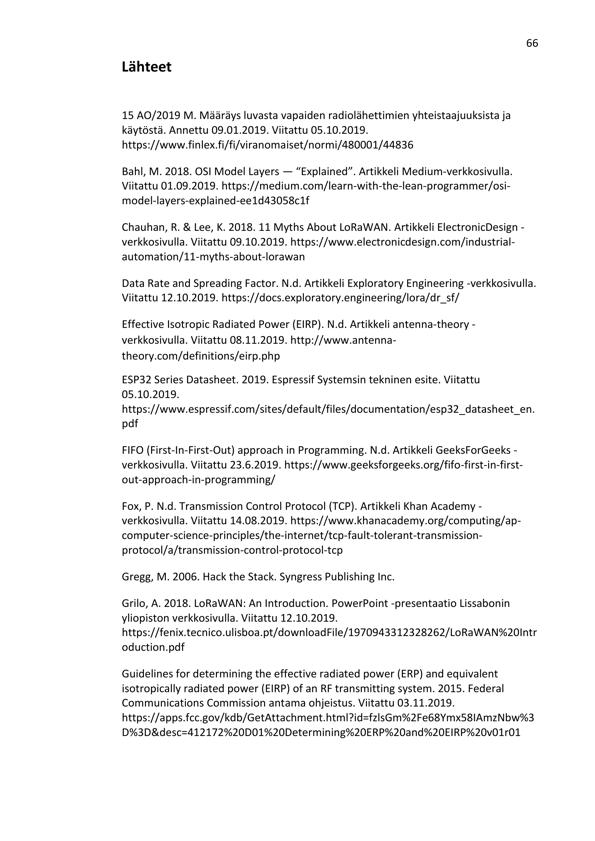 66
Lähteet
15 AO/2019 M. Määräys luvasta vapaiden radiolähettimien yhteistaajuuksista ja
käytöstä. Annettu 09.01.2019. Viitattu 05.10.2019.
https://www.finlex.fi/fi/viranomaiset/normi/480001/44836
Bahl, M. 2018. OSI Model Layers — “Explained”. Artikkeli Medium-verkkosivulla.
Viitattu 01.09.2019. https://medium.com/learn-with-the-lean-programmer/osi-
model-layers-explained-ee1d43058c1f
Chauhan, R. & Lee, K. 2018. 11 Myths About LoRaWAN. Artikkeli ElectronicDesign -
verkkosivulla. Viitattu 09.10.2019. https://www.electronicdesign.com/industrial-
automation/11-myths-about-lorawan
Data Rate and Spreading Factor. N.d. Artikkeli Exploratory Engineering -verkkosivulla.
Viitattu 12.10.2019. https://docs.exploratory.engineering/lora/dr_sf/
Effective Isotropic Radiated Power (EIRP). N.d. Artikkeli antenna-theory -
verkkosivulla. Viitattu 08.11.2019. http://www.antenna-
theory.com/definitions/eirp.php
ESP32 Series Datasheet. 2019. Espressif Systemsin tekninen esite. Viitattu
05.10.2019.
https://www.espressif.com/sites/default/files/documentation/esp32_datasheet_en.
pdf
FIFO (First-In-First-Out) approach in Programming. N.d. Artikkeli GeeksForGeeks -
verkkosivulla. Viitattu 23.6.2019. https://www.geeksforgeeks.org/fifo-first-in-first-
out-approach-in-programming/
Fox, P. N.d. Transmission Control Protocol (TCP). Artikkeli Khan Academy -
verkkosivulla. Viitattu 14.08.2019. https://www.khanacademy.org/computing/ap-
computer-science-principles/the-internet/tcp-fault-tolerant-transmission-
protocol/a/transmission-control-protocol-tcp
Gregg, M. 2006. Hack the Stack. Syngress Publishing Inc.
Grilo, A. 2018. LoRaWAN: An Introduction. PowerPoint -presentaatio Lissabonin
yliopiston verkkosivulla. Viitattu 12.10.2019.
https://fenix.tecnico.ulisboa.pt/downloadFile/1970943312328262/LoRaWAN%20Intr
oduction.pdf
Guidelines for determining the effective radiated power (ERP) and equivalent
isotropically radiated power (EIRP) of an RF transmitting system. 2015. Federal
Communications Commission antama ohjeistus. Viitattu 03.11.2019.
https://apps.fcc.gov/kdb/GetAttachment.html?id=fzlsGm%2Fe68Ymx58IAmzNbw%3
D%3D&desc=412172%20D01%20Determining%20ERP%20and%20EIRP%20v01r01